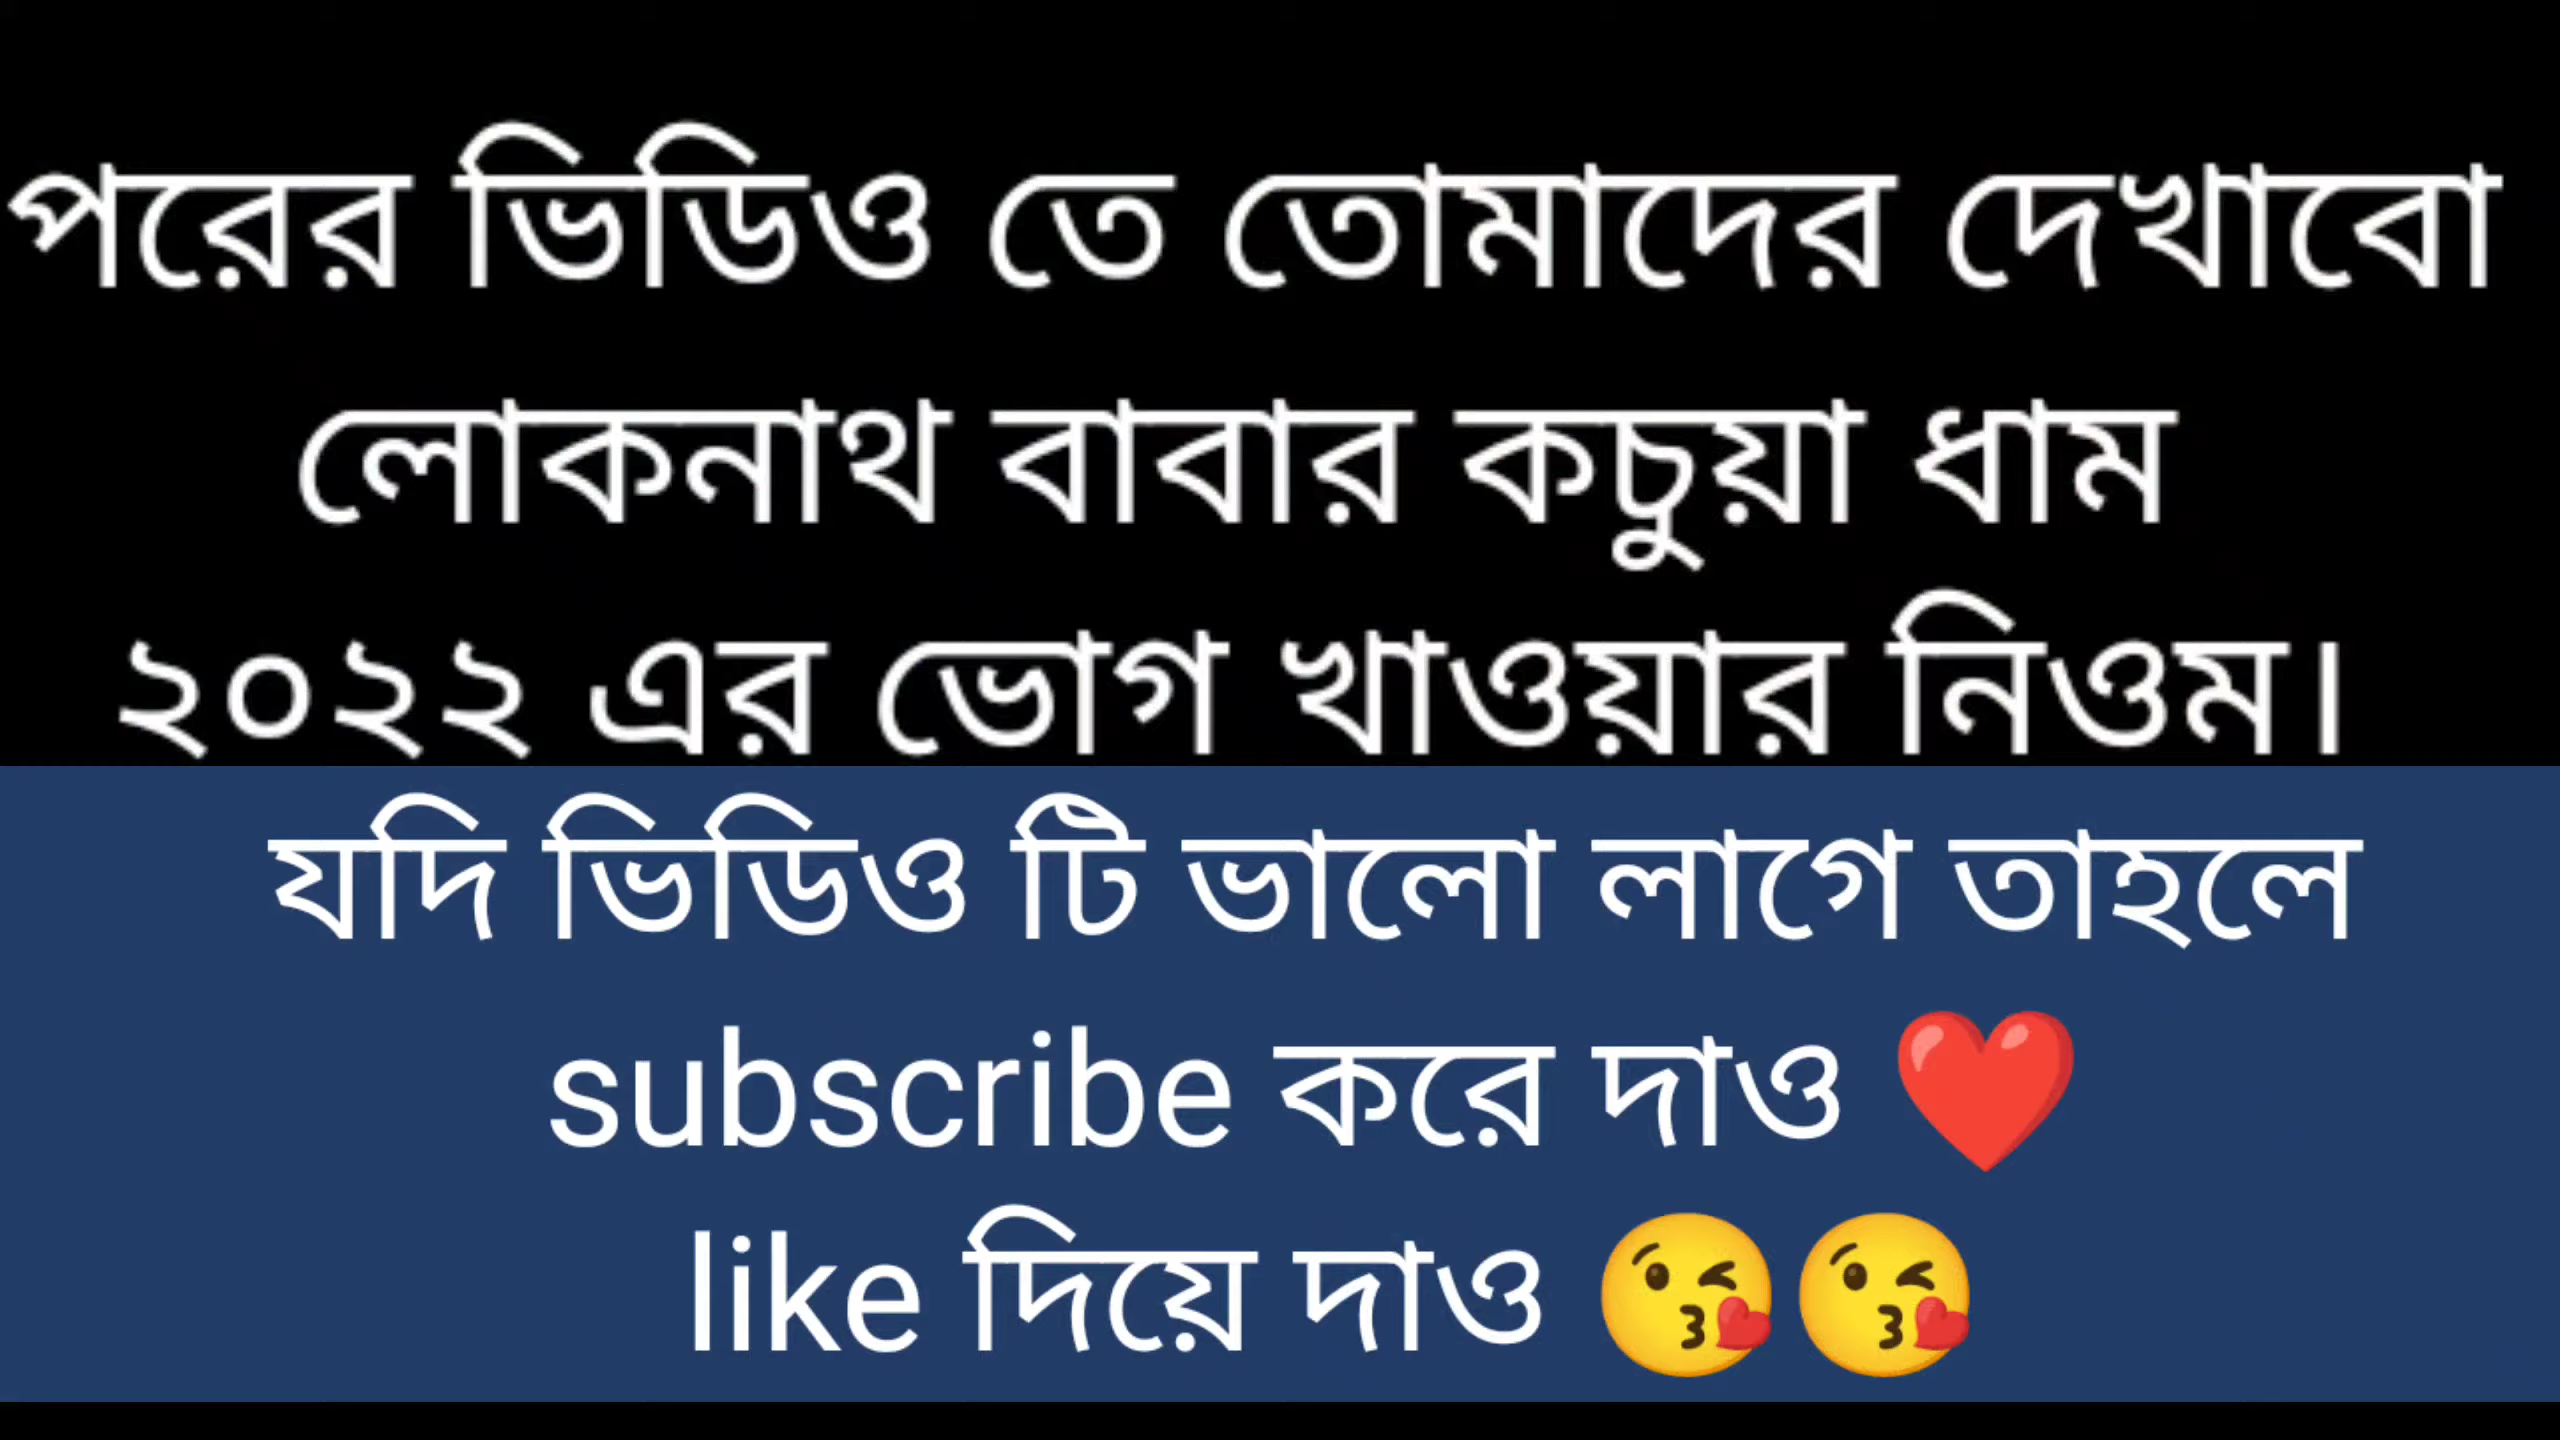 পরের ভিডিও তে তোমাদের দেখাবো
লোকনাথ বাবার কচুয়া ধাম
২০২২ এর ভোগ খাওয়ার নিওম।
যদি ভিডিও টি ভালো লাগে তাহলে
subscribe করে দাও ❤️
like দিয়ে দাও 😘😘